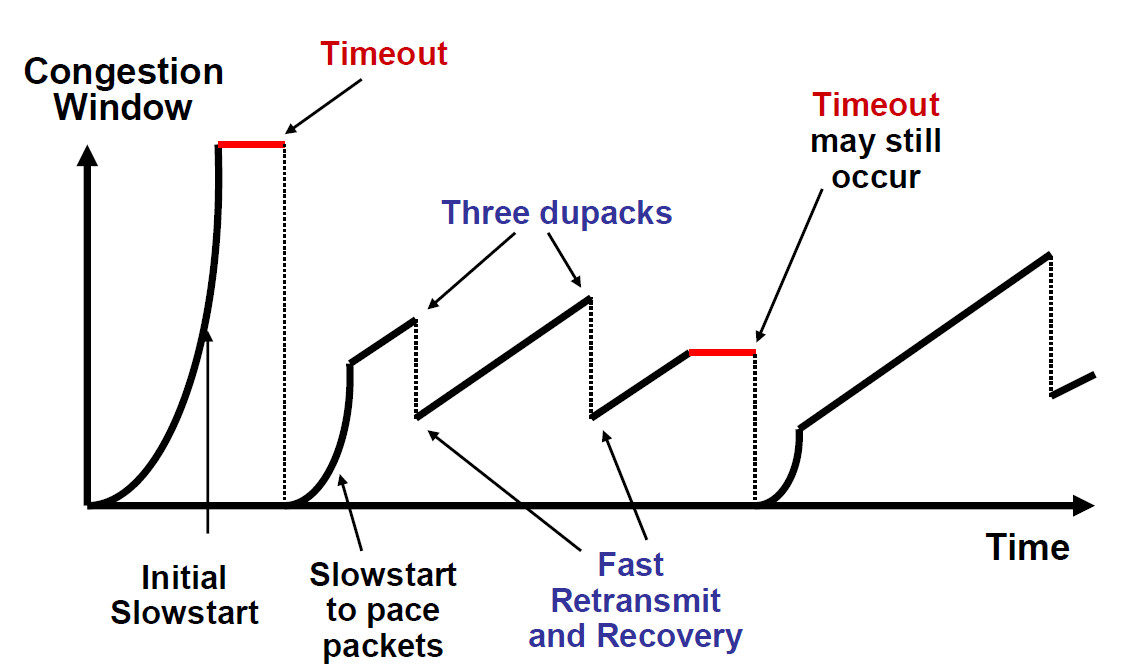 Timeout
Congestion
Window
Timeout
may still
occur
Three dupacks
Time
Initial
Slowstart
Slowstart
to pace
packets
Fast
Retransmit
and Recovery